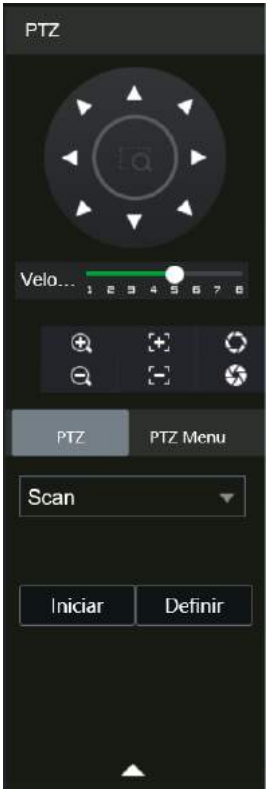 PTZ
Velo...
1 2 3 4 5 6 7 8
PTZ PTZ Menu
Scan
Iniciar Definir